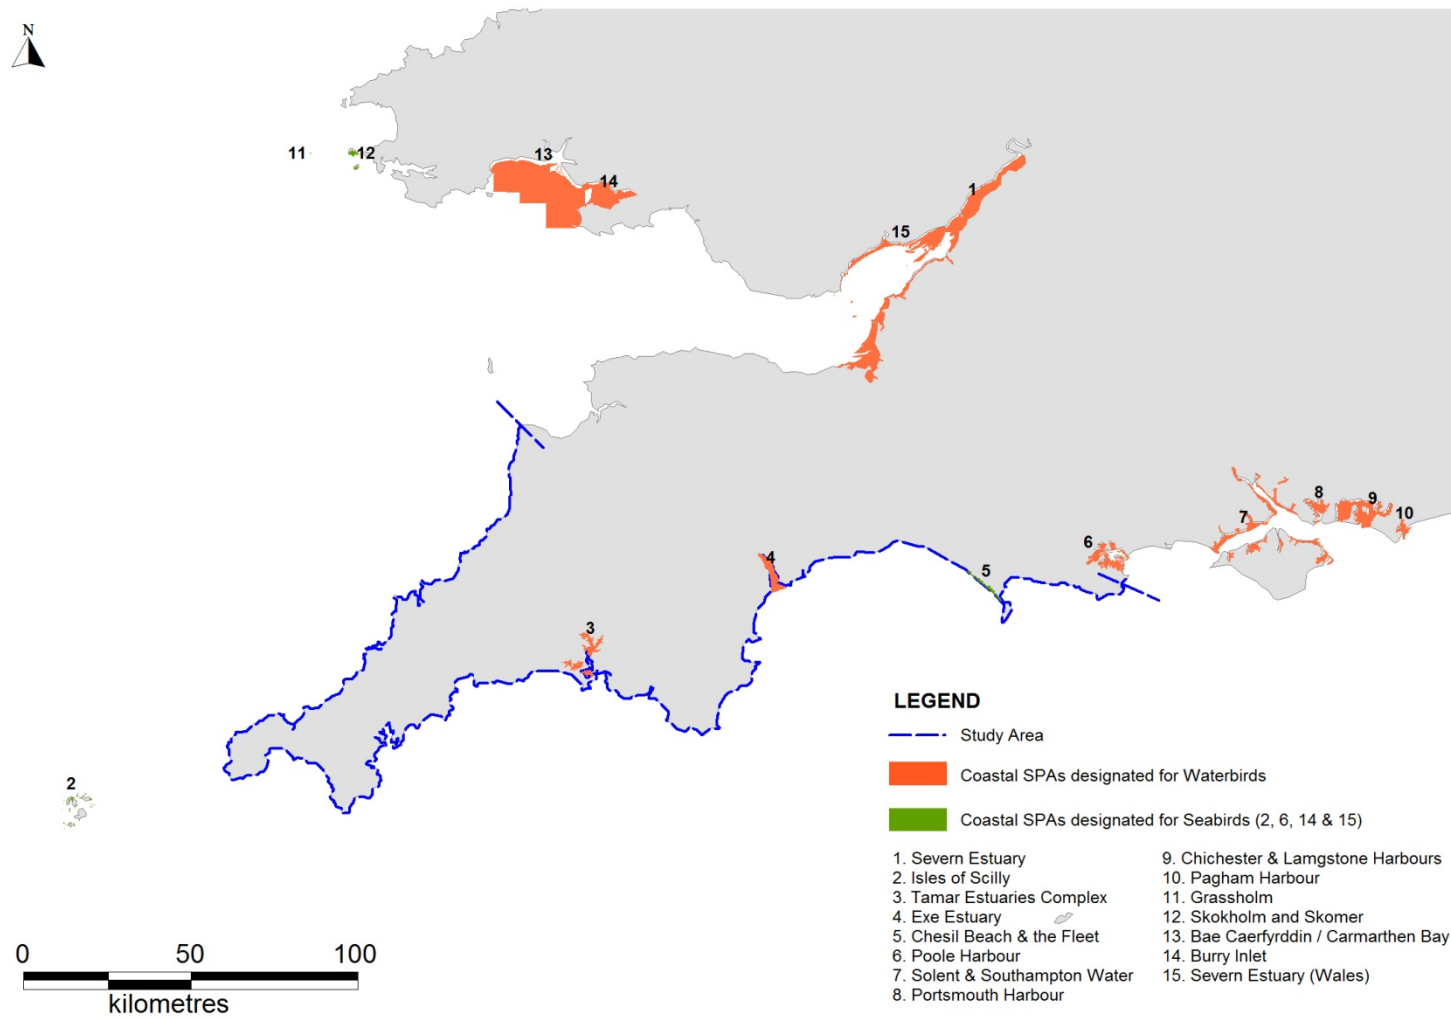 N
11
12
13
14
1
15
8
9
10
7
6
4
5
3
2
LEGEND
Study Area
Coastal SPAs designated for Waterbirds
Coastal SPAs designated for Seabirds (2, 6, 14 & 15)
1. Severn Estuary
2. Isles of Scilly
3. Tamar Estuaries Complex
4. Exe Estuary
5. Chesil Beach & the Fleet
6. Poole Harbour
7. Solent & Southampton Water
8. Portsmouth Harbour
9. Chichester & Lamgstone Harbours
10. Pagham Harbour
11. Grassholm
12. Skokholm and Skomer
13. Bae Caerfyrddin / Carmarthen Bay
14. Burry Inlet
15. Severn Estuary (Wales)
0 50 100
kilometres